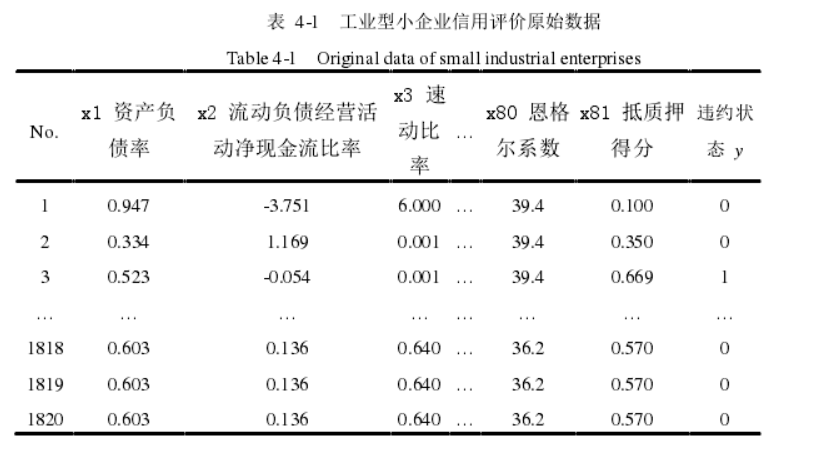 表 4-1 工业型小企业信用评价原始数据
Table 4-1 Original data of small industrial enterprises
No. x1 资产负债率 x2 流动负债经营活动净现金流比率 x3 速动比率 … x80 恩格尔系数 x81 抵质押得分 违约状态 y
1 0.947 -3.751 6.000 … 39.4 0.100 0
2 0.334 1.169 0.001 … 39.4 0.350 0
3 0.523 -0.054 0.001 … 39.4 0.669 1
… … … … … … … …
1818 0.603 0.136 0.640 … 36.2 0.570 0
1819 0.603 0.136 0.640 … 36.2 0.570 0
1820 0.603 0.136 0.640 … 36.2 0.570 0